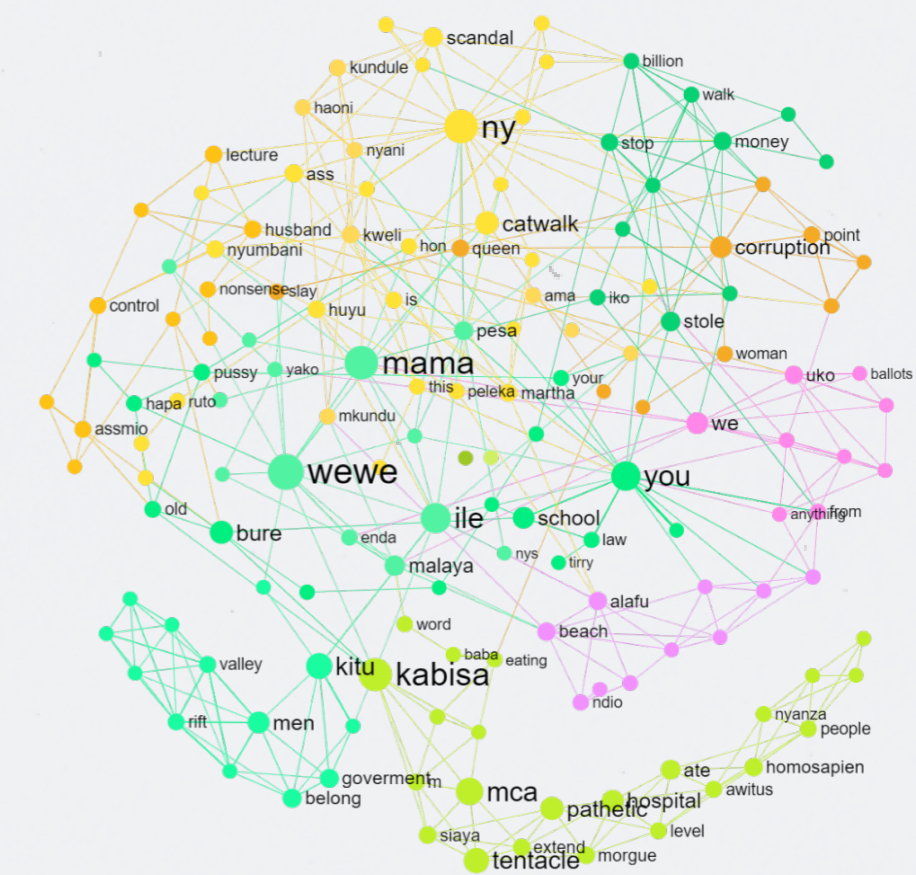 scandal
kundule
billion
walk
haoni
ny
stop
money
nyani
lecture
ass
catwalk
husband
kweli
hon
queen
point
corruption
nyumbani
nonsense
slay
is
ama
iko
control
huyu
stole
pesa
mama
woman
pussy
yako
your
uko
ballots
this
peleka
martha
hapa
ruto
mkundu
we
assmio
wewe
you
old
ile
school
anything
from
bure
enda
law
nys
tirry
malaya
alafu
word
beach
baba
eating
valley
kitu
kabisa
ndio
rift
men
nyanza
people
goverment
m
ate
homosapien
belong
mca
pathetic
hospital
awitus
siaya
level
extend
tentacle
morgue